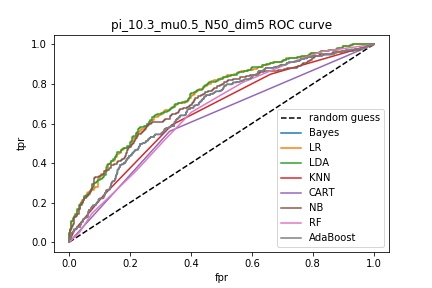 pi_10.3_mu0.5_N50_dim5 ROC curve
1.0
0.8
0.6
0.4
0.2
0.0
tpr
random guess
Bayes
LR
LDA
KNN
CART
NB
RF
AdaBoost
0.0 0.2 0.4 0.6 0.8 1.0
fpr